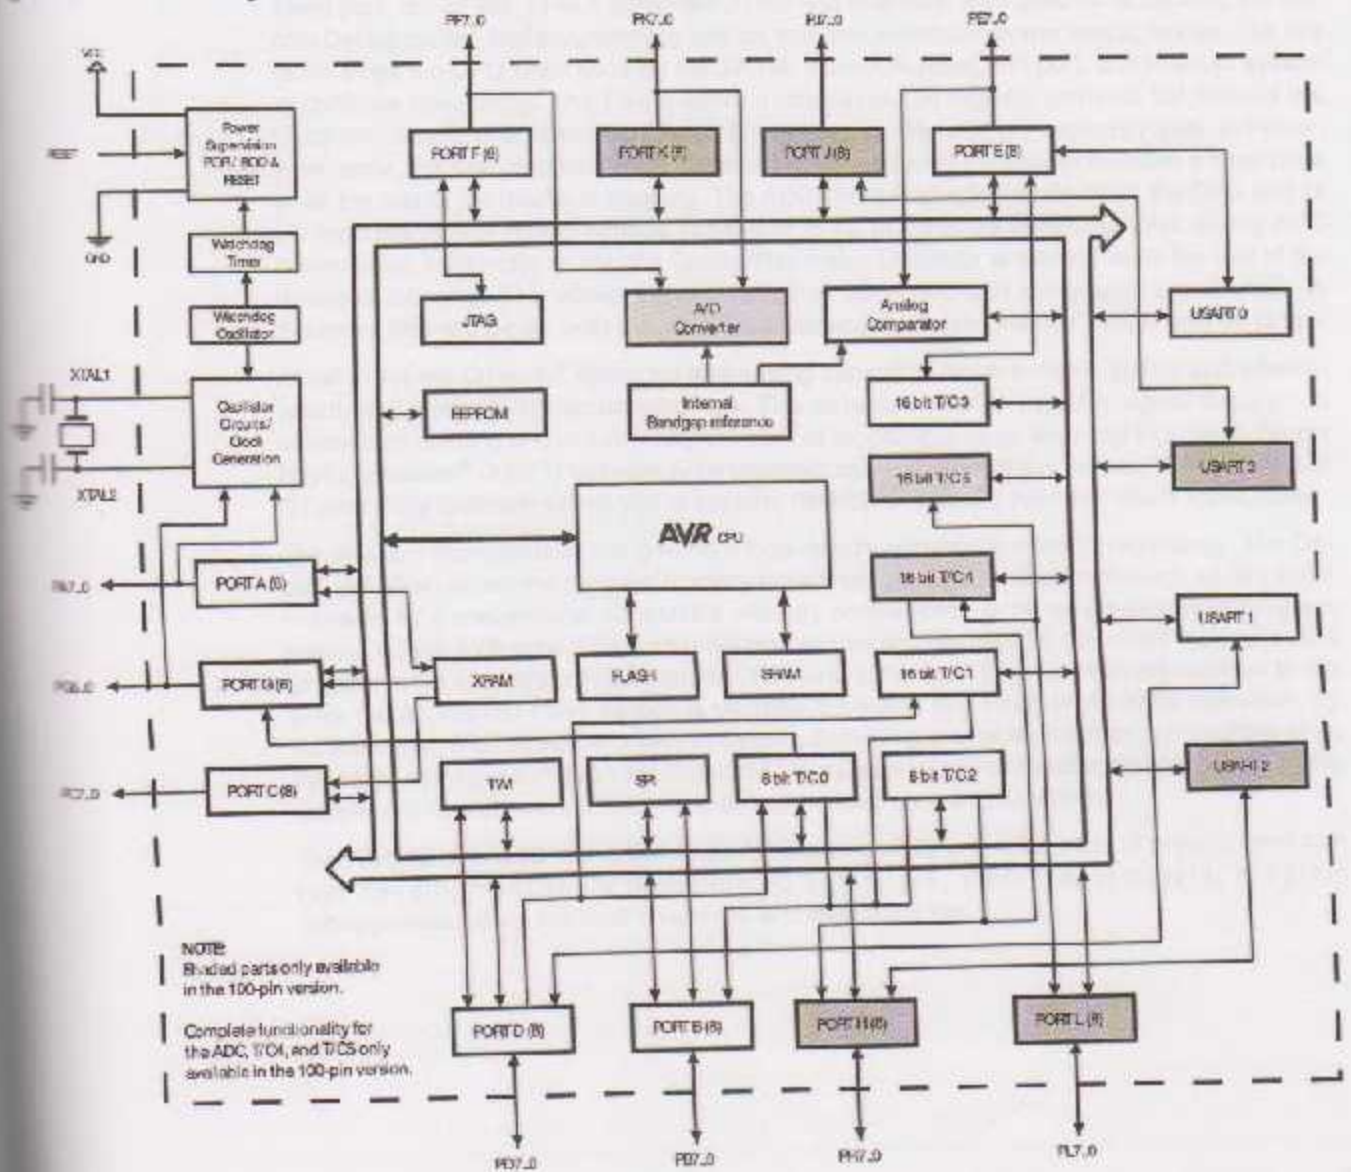 PF7..0
PK7..0
PJ7..0
PE7..0
VCC
Power
Supervision
POR / BOD &
RESET
RESET
GND
Watchdog
Timer
Watchdog
Oscillator
XTAL1
Oscillator
Circuits/
Clock
Generation
XTAL2
PORT F (8)
PORT K (8)
PORT J (8)
PORT E (8)
JTAG
A/D
Converter
Analog
Comparator
USART 0
EEPROM
Internal
Bandgap reference
16 bit T/C 3
16 bit T/C 5
USART 3
AVR CPU
16 bit T/C 4
USART 1
PA7..0
PORT A (8)
PG5..0
PORT G (6)
XRAM
FLASH
SRAM
16 bit T/C 1
PC7..0
PORT C (8)
TWI
SPI
8 bit T/C 0
8 bit T/C 2
USART 2
NOTE:
Shaded parts only available
in the 100-pin version.
Complete functionality for
the ADC, T/C4, and T/C5 only
available in the 100-pin version.
PORT D (8)
PORT B (8)
PORT H (8)
PORT L (8)
PD7..0
PB7..0
PH7..0
PL7..0